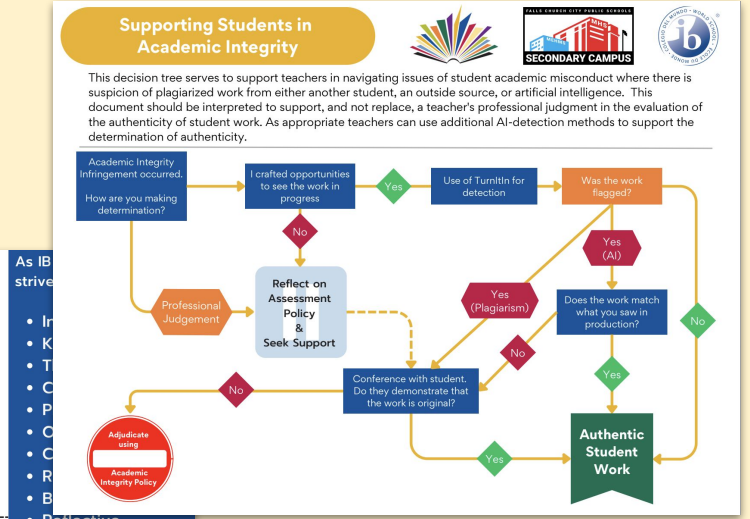 Supporting Students in
Academic Integrity
FALLS CHURCH CITY PUBLIC SCHOOLS
MHS
SECONDARY CAMPUS
ib
This decision tree serves to support teachers in navigating issues of student academic misconduct where there is
suspicion of plagiarized work from either another student, an outside source, or artificial intelligence. This
document should be interpreted to support, and not replace, a teacher's professional judgment in the evaluation of
the authenticity of student work. As appropriate teachers can use additional AI-detection methods to support the
determination of authenticity.
Academic Integrity
Infringement occurred.
How are you making
determination?
I crafted opportunities
to see the work in
progress
Yes
Use of TurnItIn for
detection
Was the work
flagged?
No
Yes
(AI)
Reflect on
Assessment
Policy
&
Seek Support
Professional
Judgement
Yes
(Plagiarism)
Does the work match
what you saw in
production?
No
No
Yes
Conference with student.
Do they demonstrate that
the work is original?
No
Yes
Adjudicate
using
Academic
Integrity Policy
Authentic
Student
Work
As IB
strive
• In
• K
• T
• C
• P
• O
• C
• R
• B